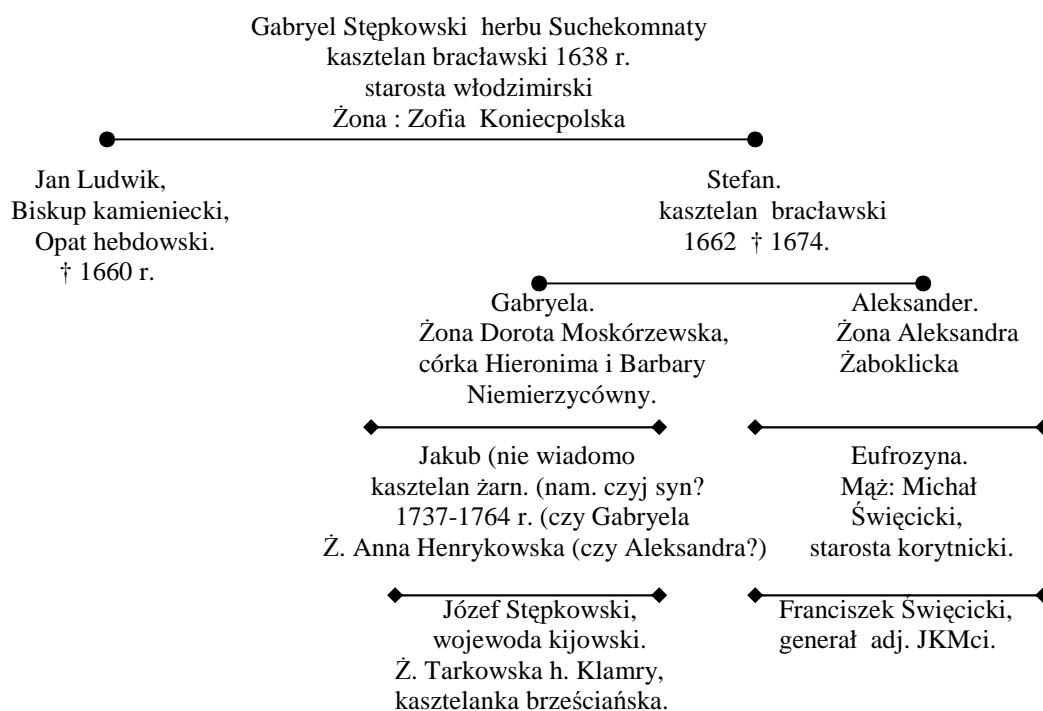 Gabryel Stępkowski herbu Suchekomnaty
kasztelan bracławski 1638 r.
starosta włodzimirski
Żona : Zofia Koniecpolska
Jan Ludwik,
Biskup kamieniecki,
Opat hebdowski.
† 1660 r.
Stefan.
kasztelan bracławski
1662 † 1674.
Gabryela.
Żona Dorota Moskórzewska,
córka Hieronima i Barbary
Niemierzycówny.
Aleksander.
Żona Aleksandra
Żaboklicka
Jakub (nie wiadomo
kasztelan żarn. (nam. czyj syn?
1737-1764 r. (czy Gabryela
Ż. Anna Henrykowska (czy Aleksandra?)
Eufrozyna.
Mąż: Michał
Święcicki,
starosta korytnicki.
Józef Stępkowski,
wojewoda kijowski.
Ż. Tarkowska h. Klamry,
kasztelanka brześciańska.
Franciszek Święcicki,
generał adj. JKMci.